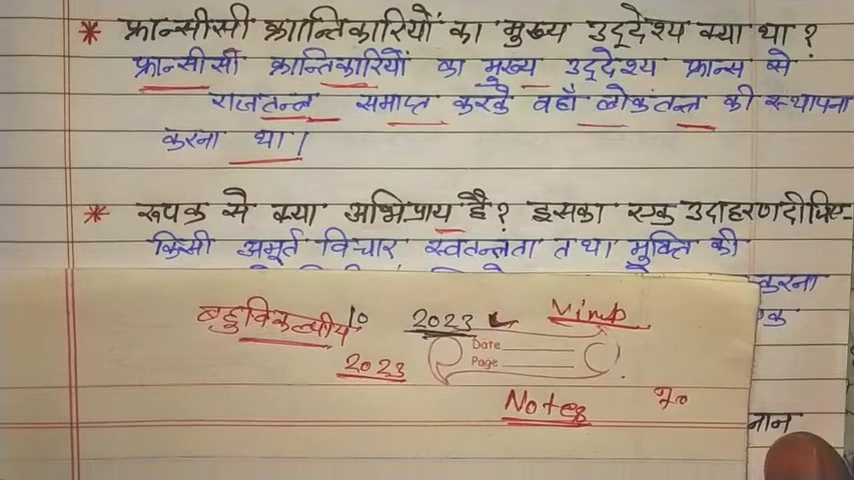 * फ्रान्सीसी क्रान्तिकारियों का मुख्य उद्देश्य क्या था ?
फ्रान्सीसी क्रान्तिकारियों का मुख्य उद्देश्य फ्रान्स से
राजतन्त्र समाप्त करके वहाँ लोकतन्त्र की स्थापना
करना था।
* रूपक से क्या अभिप्राय है? इसका एक उदाहरण दीजिए-
किसी अमूर्त विचार स्वतन्त्रता तथा मुक्ति की
करना
एक
बहुविकल्पीय 2023 Vimp
Date
2023
Page
Notes